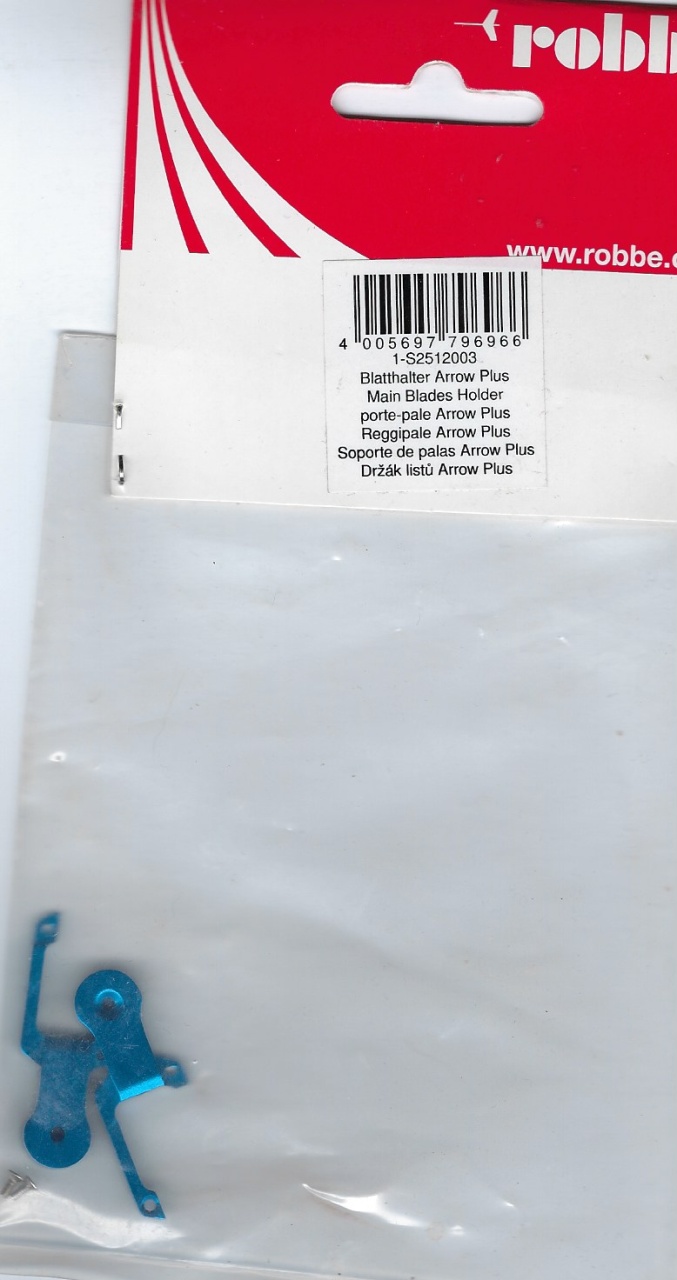 robb
www.robbe.
4 005697 796966
1-S2512003
Blatthalter Arrow Plus
Main Blades Holder
porte-pale Arrow Plus
Reggipale Arrow Plus
Soporte de palas Arrow Plus
Držák listů Arrow Plus